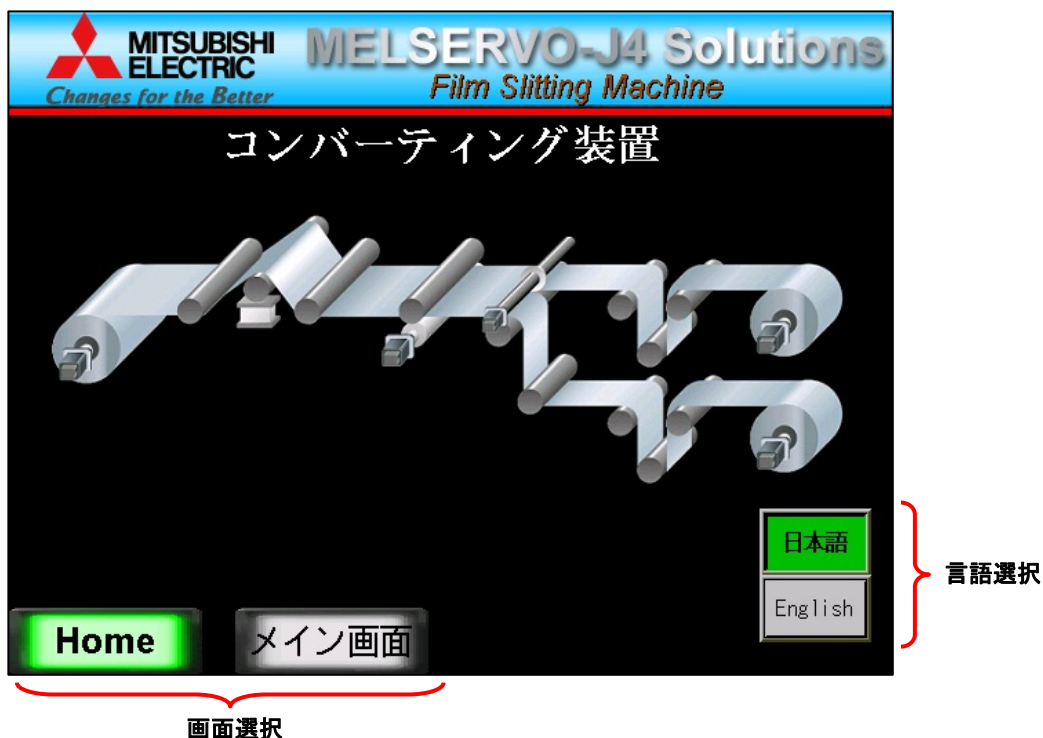 MITSUBISHI
ELECTRIC
Changes for the Better
MELSERVO-J4 Solutions
Film Slitting Machine
コンバーティング装置
日本語
English
言語選択
Home
メイン画面
画面選択